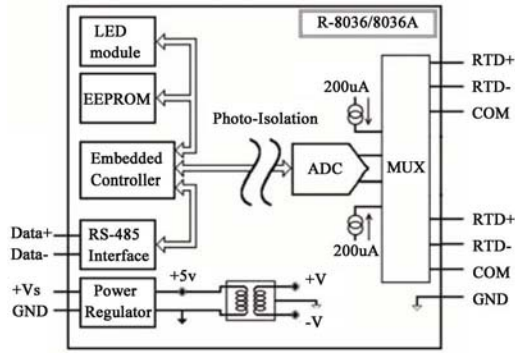 R-8036/8036A
LED
module
EEPROM
Embedded
Controller
RS-485
Interface
Power
Regulator
Data+
Data-
+Vs
GND
Photo-Isolation
200uA
ADC
MUX
200uA
+5v
+V
-V
RTD+
RTD-
COM
RTD+
RTD-
COM
GND